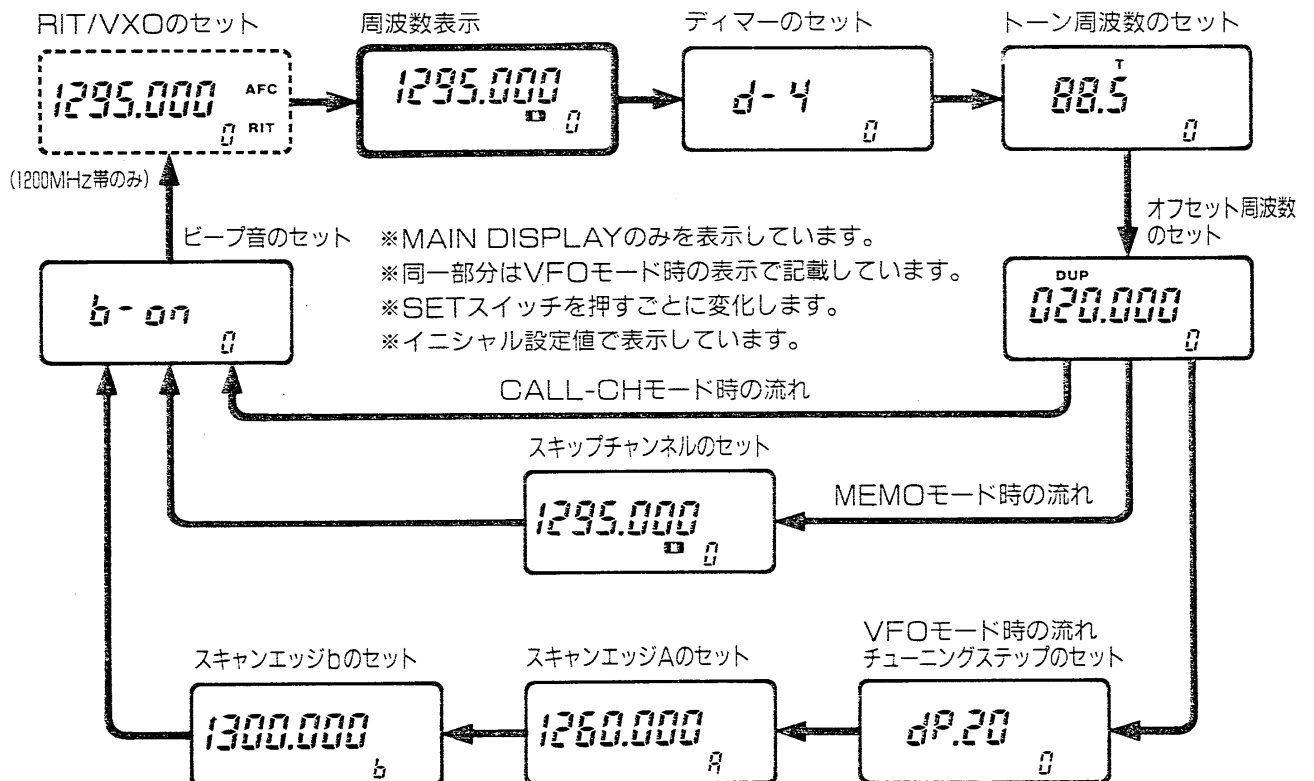 RIT/VXOのセット
周波数表示
ディマーのセット
トーン周波数のセット
1295.000 AFC
0 RIT
1295.000
M 0
d-4
0
T
88.5
0
(1200MHz帯のみ)
オフセット周波数
のセット
ビープ音のセット
※MAIN DISPLAYのみを表示しています。
※同一部分はVFOモード時の表示で記載しています。
※SETスイッチを押すごとに変化します。
※イニシャル設定値で表示しています。
b-on
0
DUP
020.000
0
CALL-CHモード時の流れ
スキップチャンネルのセット
1295.000
M 0
MEMOモード時の流れ
VFOモード時の流れ
スキャンエッジbのセット
スキャンエッジAのセット
チューニングステップのセット
1300.000
b
1260.000
A
dP.20
0